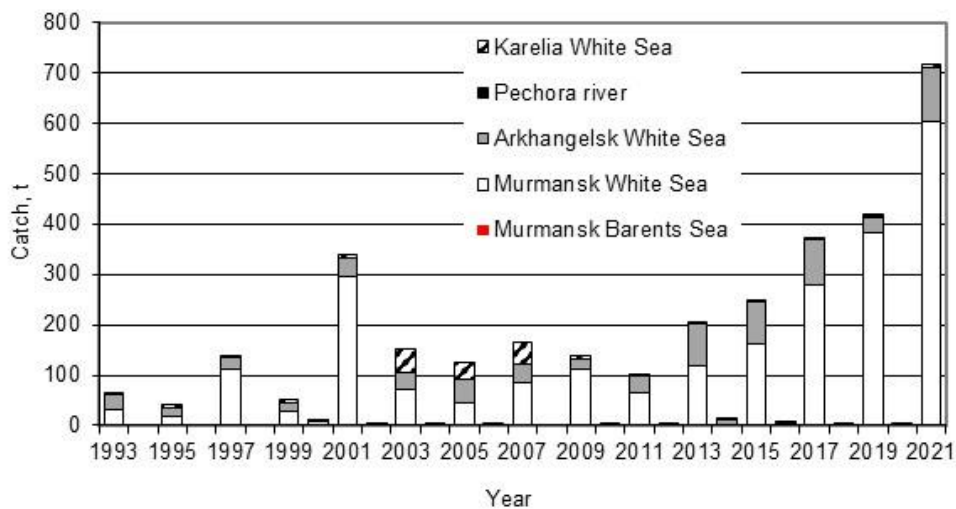 800
700
600
500
400
300
200
100
0
Catch, t
Karelia White Sea
Pechora river
Arkhangelsk White Sea
Murmansk White Sea
Murmansk Barents Sea
1993 1995 1997 1999 2001 2003 2005 2007 2009 2011 2013 2015 2017 2019 2021
Year